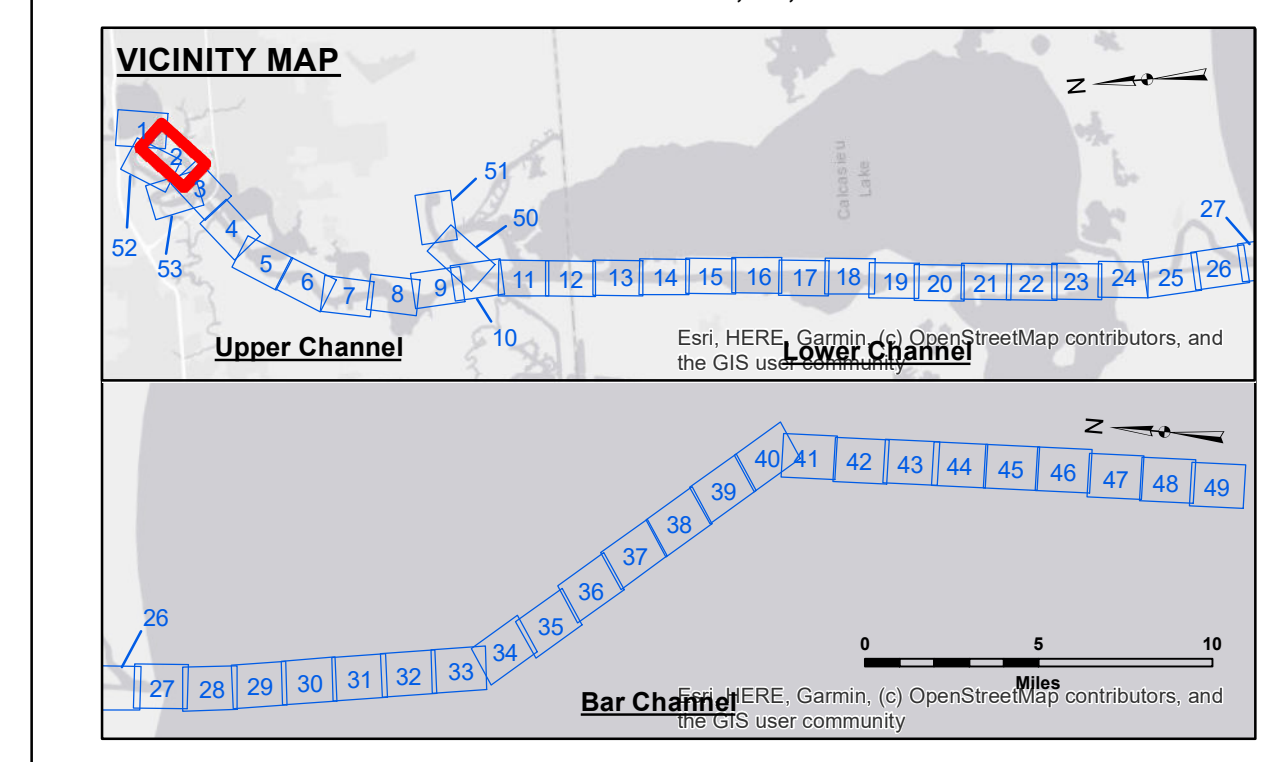 VICINITY MAP
N
1
2
3
52
53
4
5
6
7
8
9
10
51
50
11 12 13 14 15 16 17 18 19 20 21 22 23 24 25 26
27
Calcasieu
Lake
Upper Channel
Lower Channel
Esri, HERE, Garmin, (c) OpenStreetMap contributors, and
the GIS user community
N
26
27 28 29 30 31 32 33 34 35 36 37 38 39 40 41 42 43 44 45 46 47 48 49
0 5 10
Miles
Bar Channel
Esri, HERE, Garmin, (c) OpenStreetMap contributors, and
the GIS user community